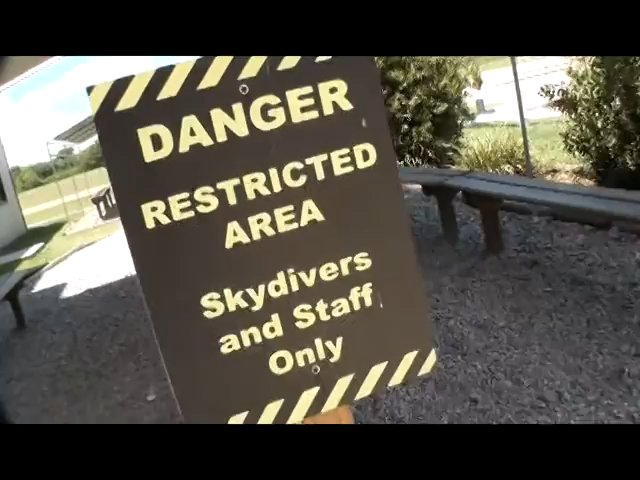 DANGER
RESTRICTED
AREA
Skydivers
and Staff
Only